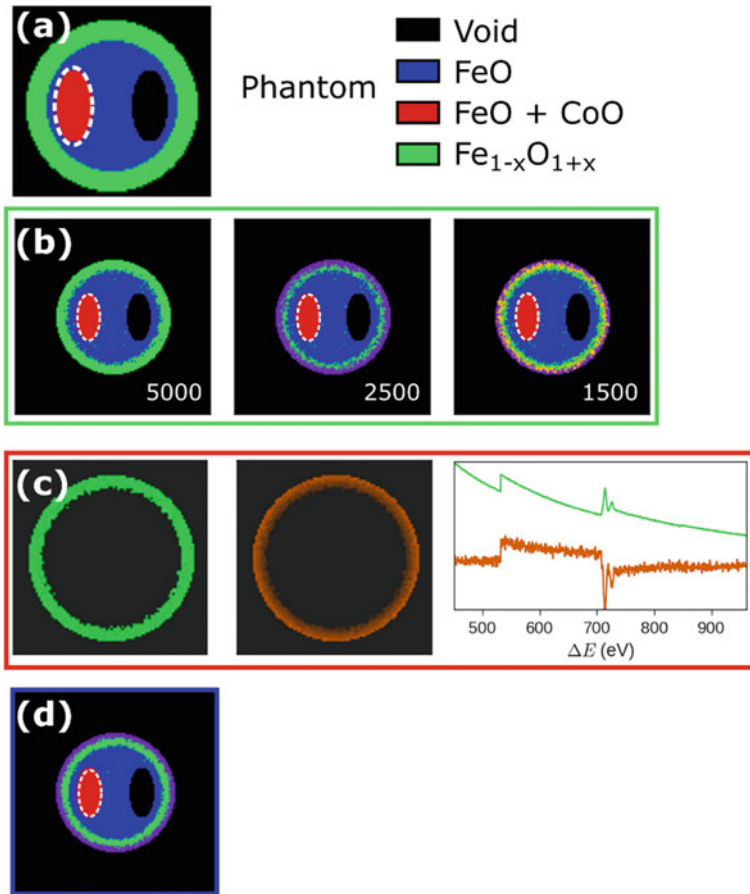 (a)
Phantom
Void
FeO
FeO + CoO
Fe1-xO1+x
(b)
5000
2500
1500
(c)
500 600 700 800 900
ΔE (eV)
(d)